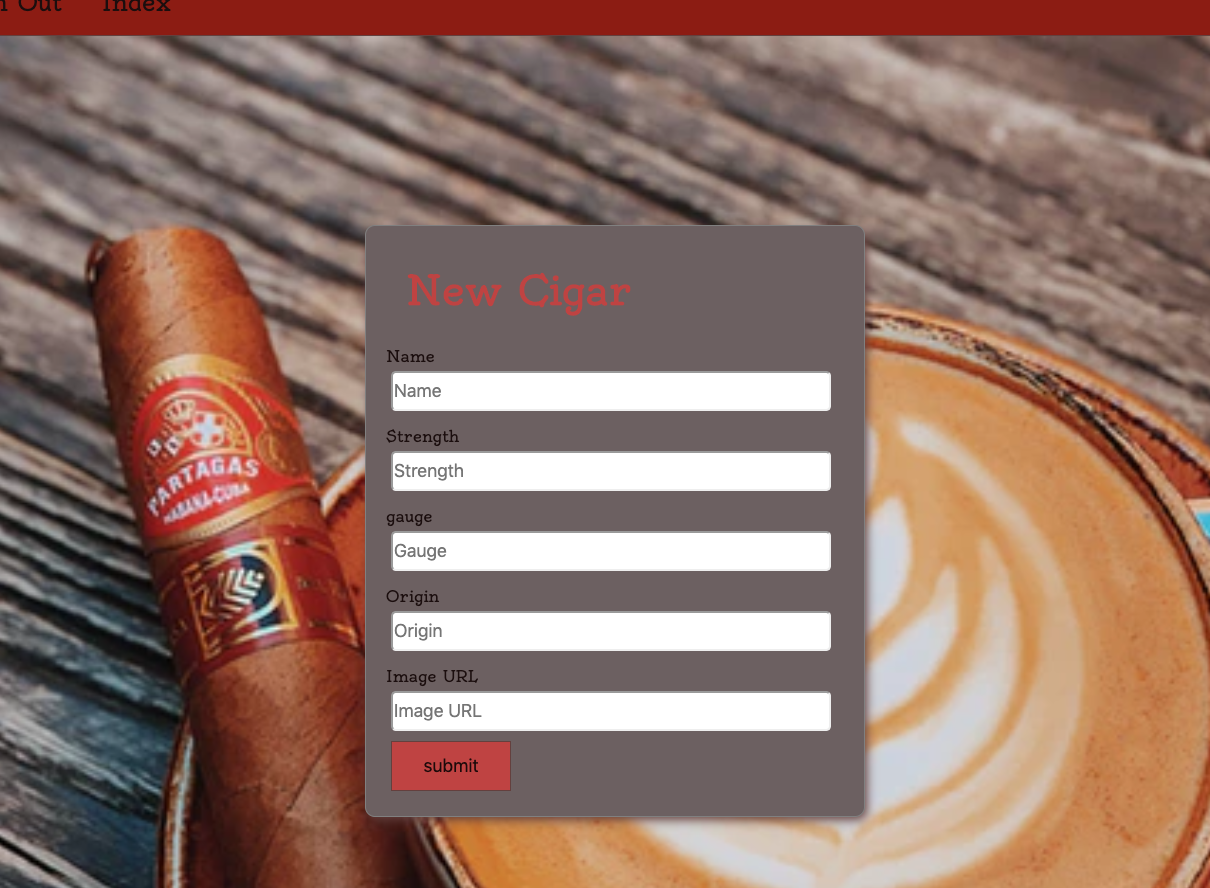 Out Index
New Cigar
Name
Name
Strength
Strength
gauge
Gauge
Origin
Origin
Image URL
Image URL
submit
PARTAGAS
HABANA-CUBA